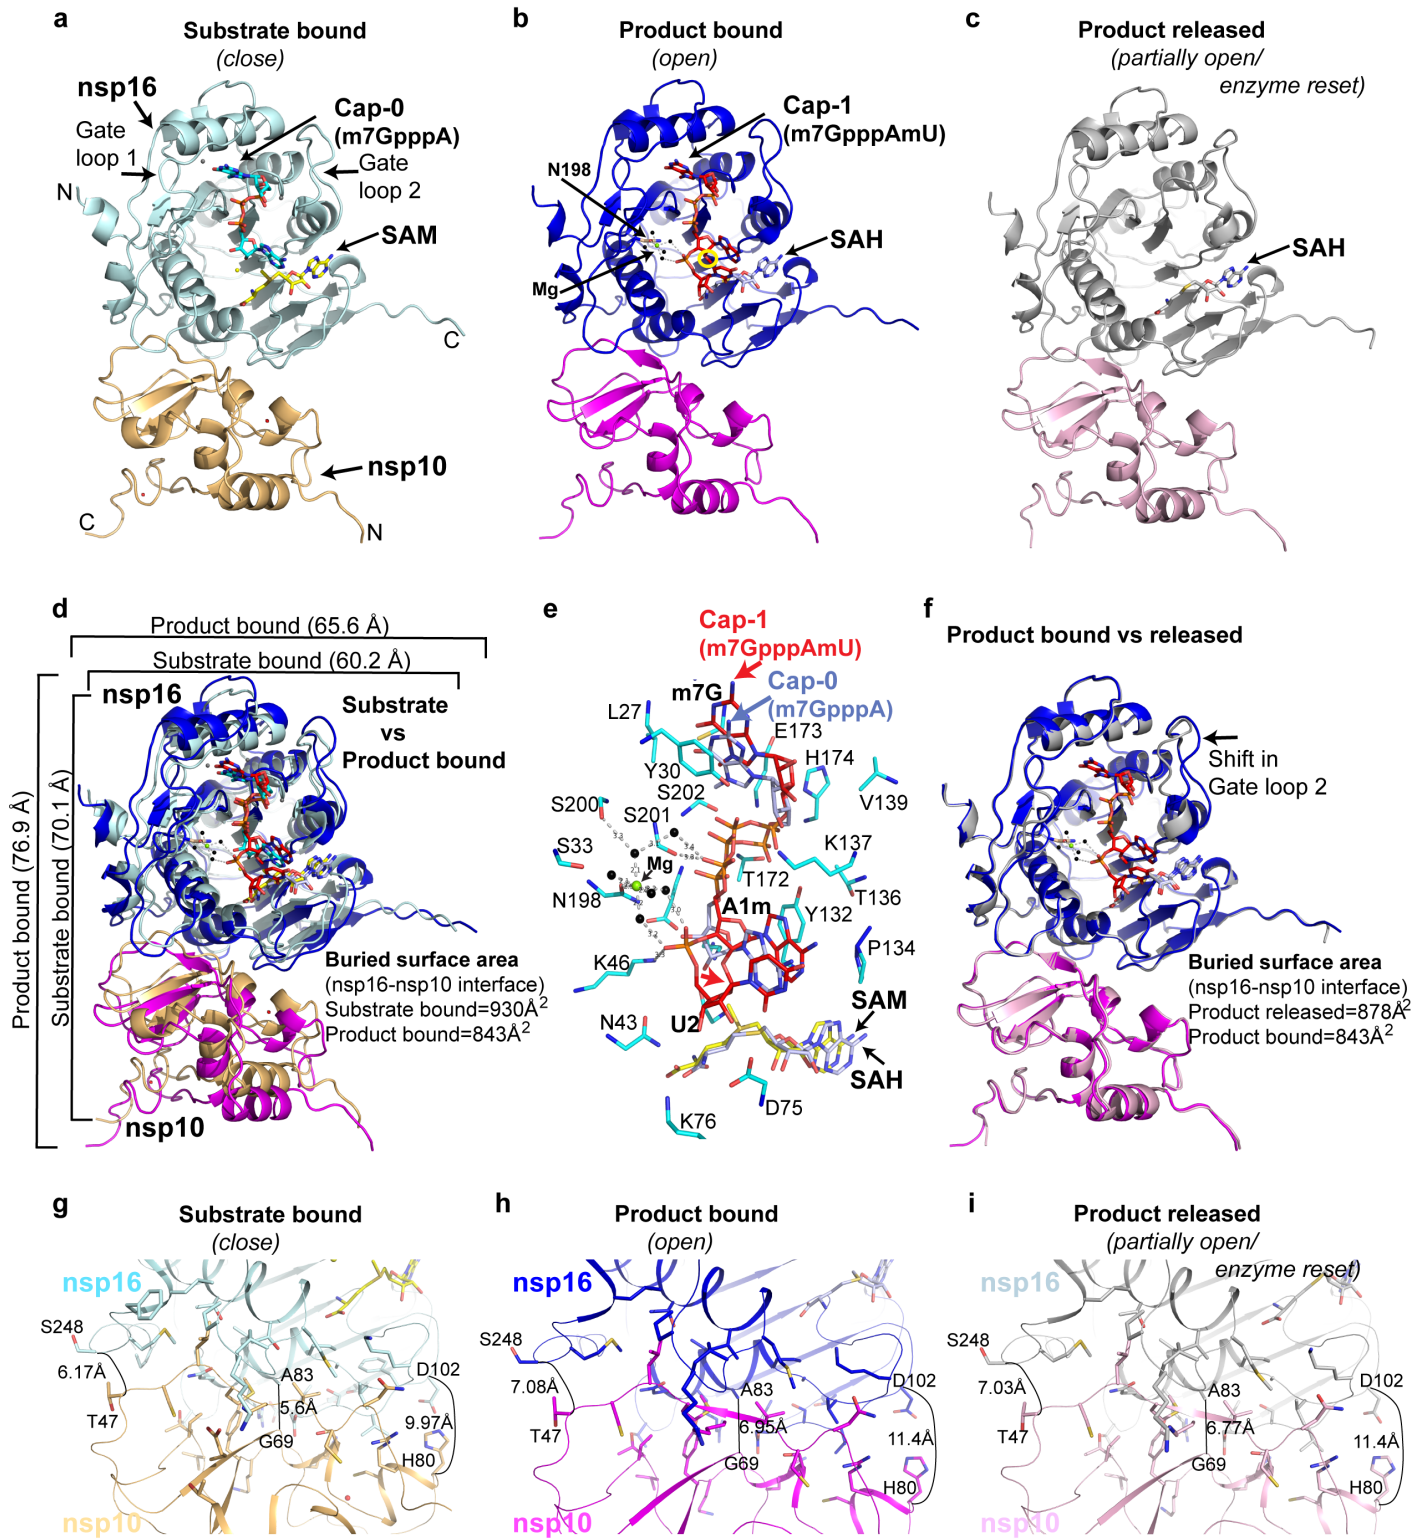 a
Substrate bound
(close)
nsp16
Gate
loop 1
Cap-0
(m7GpppA)
Gate
loop 2
N
SAM
C
nsp10
C
N
b
Product bound
(open)
Cap-1
(m7GpppAmU)
N198
SAH
Mg
c
Product released
(partially open/
enzyme reset)
SAH
d
Product bound (65.6 Å)
Substrate bound (60.2 Å)
Product bound (76.9 Å)
Substrate bound (70.1 Å)
nsp16
Substrate
vs
Product bound
Buried surface area
(nsp16-nsp10 interface)
Substrate bound=930Å2
Product bound=843Å2
nsp10
e
Cap-1
(m7GpppAmU)
m7G
Cap-0
(m7GpppA)
L27
E173
Y30
H174
S202
V139
S200
S201
S33
Mg
K137
T172
T136
N198
A1m
Y132
P134
K46
SAM
U2
N43
SAH
D75
K76
f
Product bound vs released
Shift in
Gate loop 2
Buried surface area
(nsp16-nsp10 interface)
Product released=878Å2
Product bound=843Å2
g
Substrate bound
(close)
nsp16
S248
6.17Å
A83
D102
T47
5.6Å
9.97Å
G69
H80
nsp10
h
Product bound
(open)
nsp16
S248
7.08Å
A83
D102
T47
6.95Å
11.4Å
G69
H80
nsp10
i
Product released
(partially open/
enzyme reset)
nsp16
S248
7.03Å
A83
D102
T47
6.77Å
11.4Å
G69
H80
nsp10